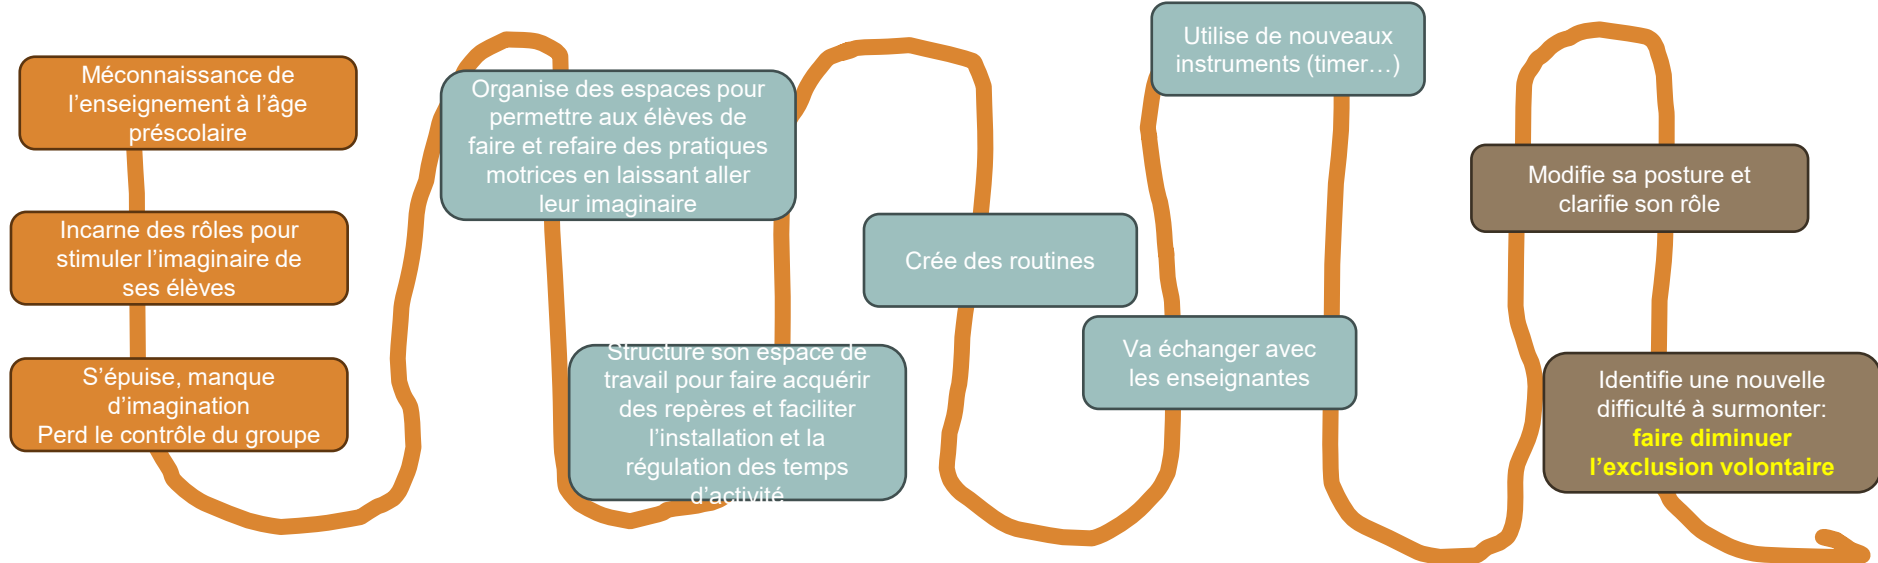 Méconnaissance de
l’enseignement à l’âge
préscolaire
Incarne des rôles pour
stimuler l’imaginaire de
ses élèves
S’épuise, manque
d’imagination
Perd le contrôle du groupe
Organise des espaces pour
permettre aux élèves de
faire et refaire des pratiques
motrices en laissant aller
leur imaginaire
Structure son espace de
travail pour faire acquérir
des repères et faciliter
l’installation et la
régulation des temps
d’activité
Crée des routines
Va échanger avec
les enseignantes
Utilise de nouveaux
instruments (timer…)
Modifie sa posture et
clarifie son rôle
Identifie une nouvelle
difficulté à surmonter:
faire diminuer
l’exclusion volontaire